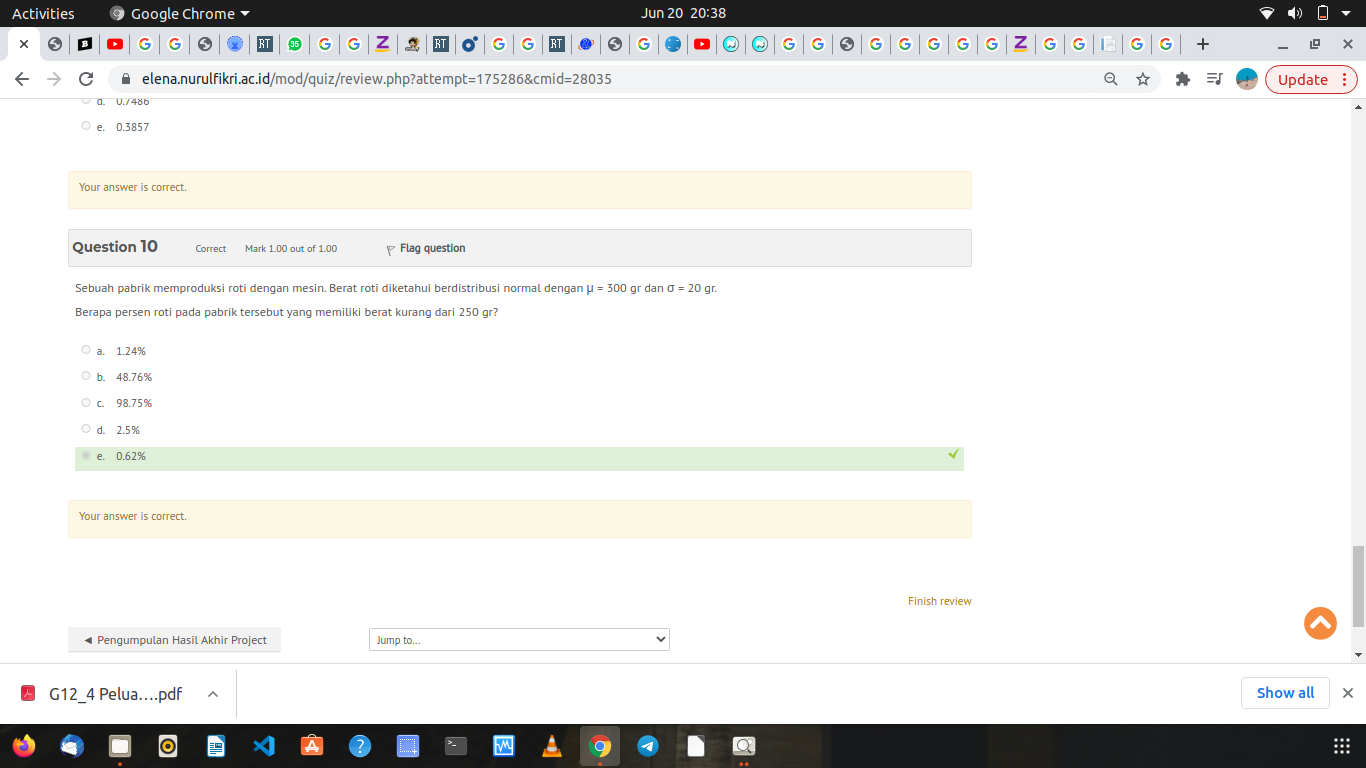 Activities
Google Chrome
Jun 20 20:38
elena.nurulfikri.ac.id/mod/quiz/review.php?attempt=175286&cmid=28035
Update
d. 0.7486
e. 0.3857
Your answer is correct.
Question 10
Correct
Mark 1.00 out of 1.00
Flag question
Sebuah pabrik memproduksi roti dengan mesin. Berat roti diketahui berdistribusi normal dengan μ = 300 gr dan σ = 20 gr.
Berapa persen roti pada pabrik tersebut yang memiliki berat kurang dari 250 gr?
a. 1.24%
b. 48.76%
c. 98.75%
d. 2.5%
e. 0.62%
Your answer is correct.
Finish review
◄ Pengumpulan Hasil Akhir Project
Jump to...
G12_4 Pelua....pdf
Show all